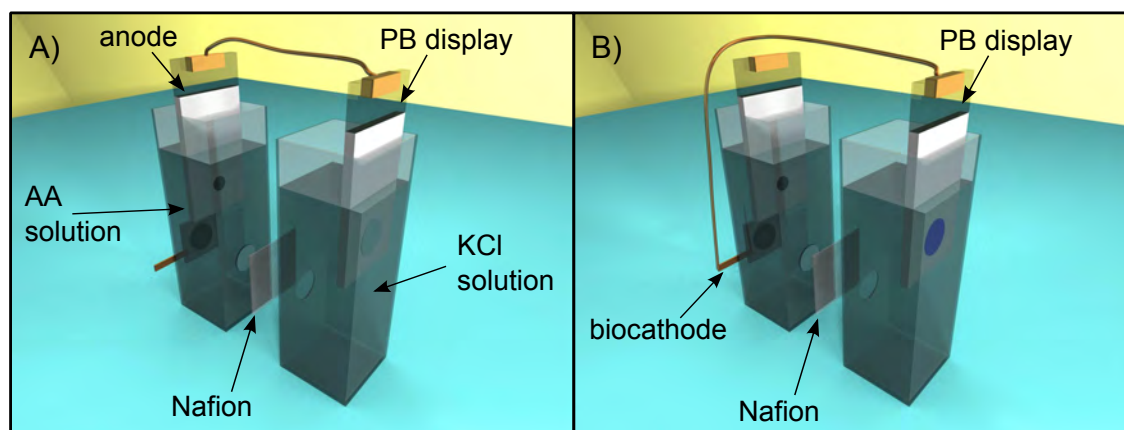 A)
anode
PB display
AA
solution
KCl
solution
Nafion
B)
PB display
biocathode
Nafion